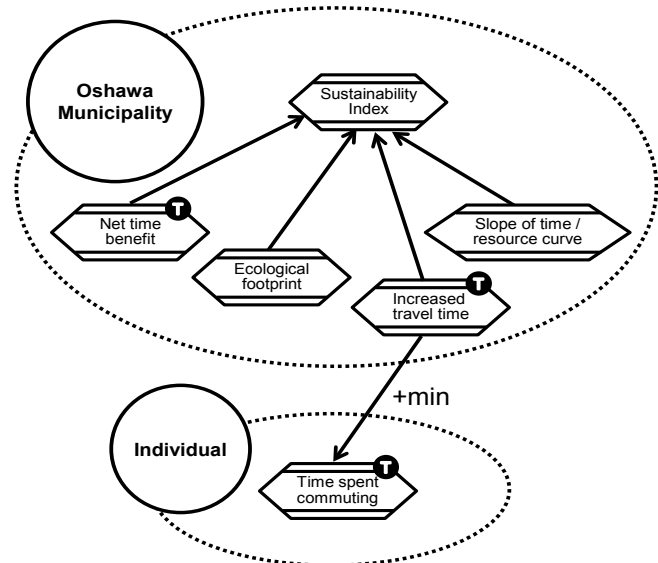 Oshawa
Municipality
Sustainability
Index
T
Net time
benefit
Slope of time /
resource curve
Ecological
footprint
T
Increased
travel time
+min
Individual
T
Time spent
commuting